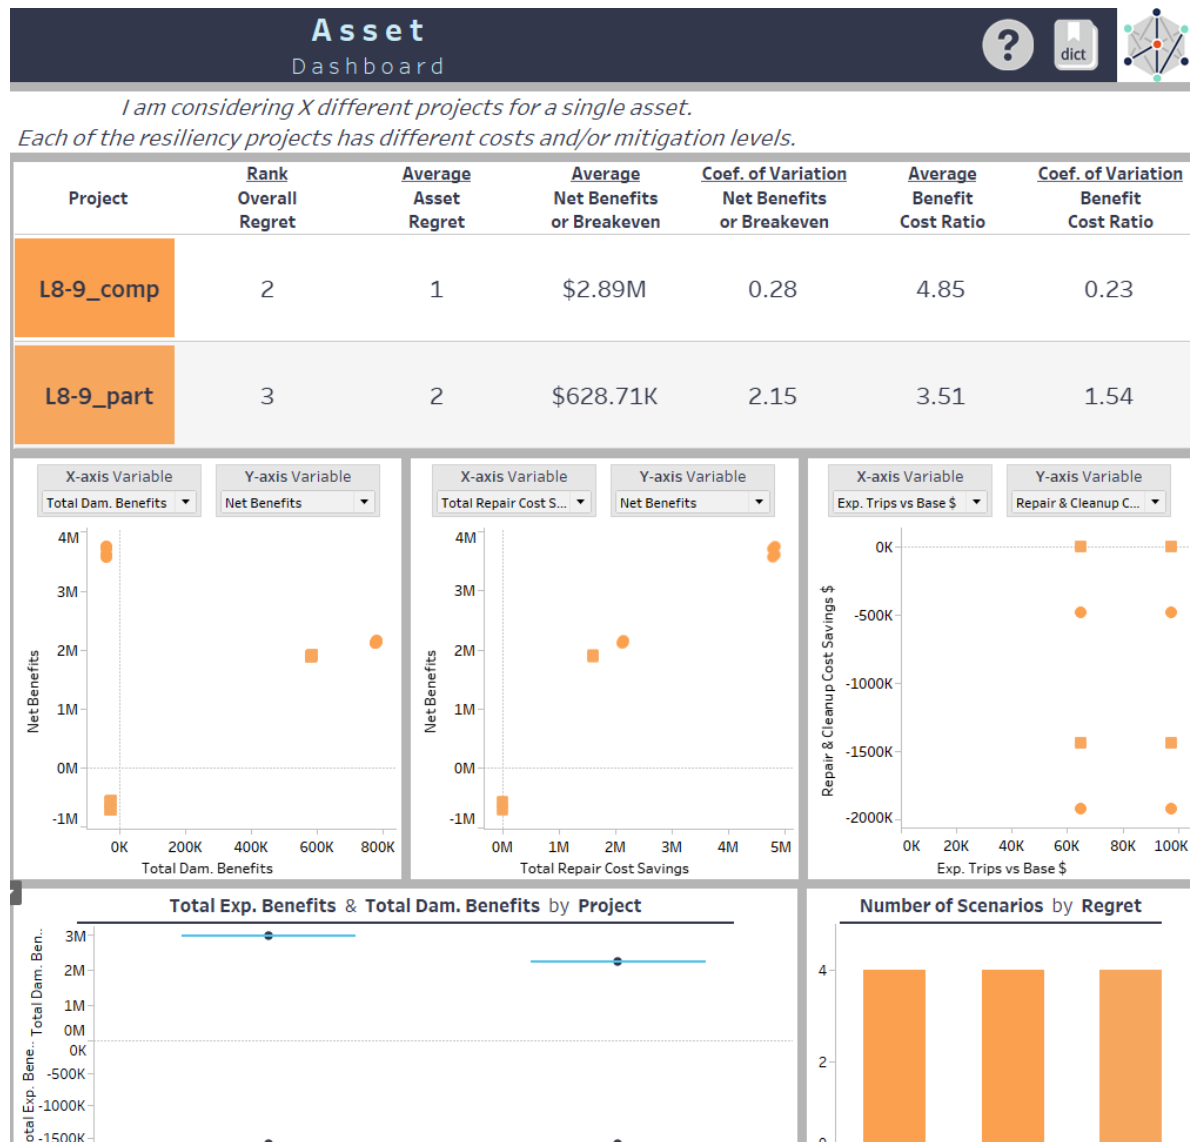 Asset
Dashboard
?
dict
I am considering X different projects for a single asset.
Each of the resiliency projects has different costs and/or mitigation levels.
Project
Rank
Overall
Regret
Average
Asset
Regret
Average
Net Benefits
or Breakeven
Coef. of Variation
Net Benefits
or Breakeven
Average
Benefit
Cost Ratio
Coef. of Variation
Benefit
Cost Ratio
L8-9_comp 2 1 $2.89M 0.28 4.85 0.23
L8-9_part 3 2 $628.71K 2.15 3.51 1.54
X-axis Variable
Total Dam. Benefits
Y-axis Variable
Net Benefits
4M
3M
2M
1M
0M
-1M
Net Benefits
0K 200K 400K 600K 800K
Total Dam. Benefits
X-axis Variable
Total Repair Cost S...
Y-axis Variable
Net Benefits
4M
3M
2M
1M
0M
-1M
Net Benefits
0M 1M 2M 3M 4M 5M
Total Repair Cost Savings
X-axis Variable
Exp. Trips vs Base $
Y-axis Variable
Repair & Cleanup C...
0K
-500K
-1000K
-1500K
-2000K
Repair & Cleanup Cost Savings $
0K 20K 40K 60K 80K 100K
Exp. Trips vs Base $
Total Exp. Benefits & Total Dam. Benefits by Project
Total Dam. Ben..
3M
2M
1M
0M
otal Exp. Bene..
0K
-500K
-1000K
-1500K
Number of Scenarios by Regret
4
2
0